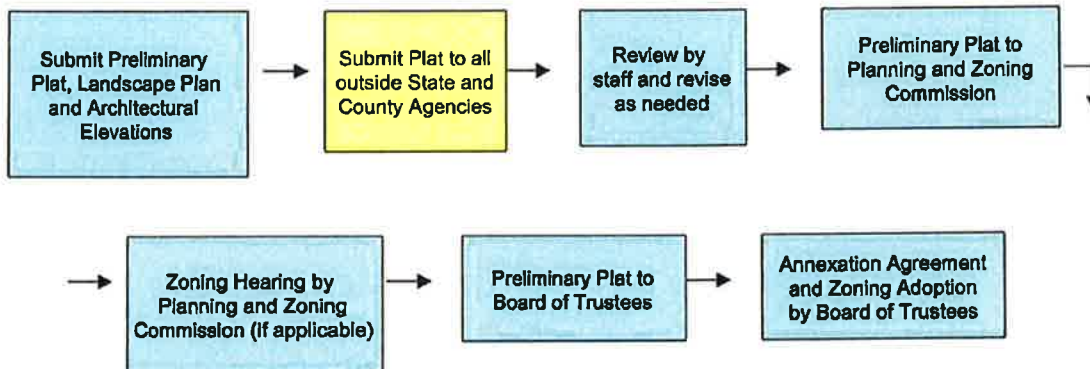 Submit Preliminary
Plat, Landscape Plan
and Architectural
Elevations
Submit Plat to all
outside State and
County Agencies
Review by
staff and revise
as needed
Preliminary Plat to
Planning and Zoning
Commission
Zoning Hearing by
Planning and Zoning
Commission (if applicable)
Preliminary Plat to
Board of Trustees
Annexation Agreement
and Zoning Adoption
by Board of Trustees